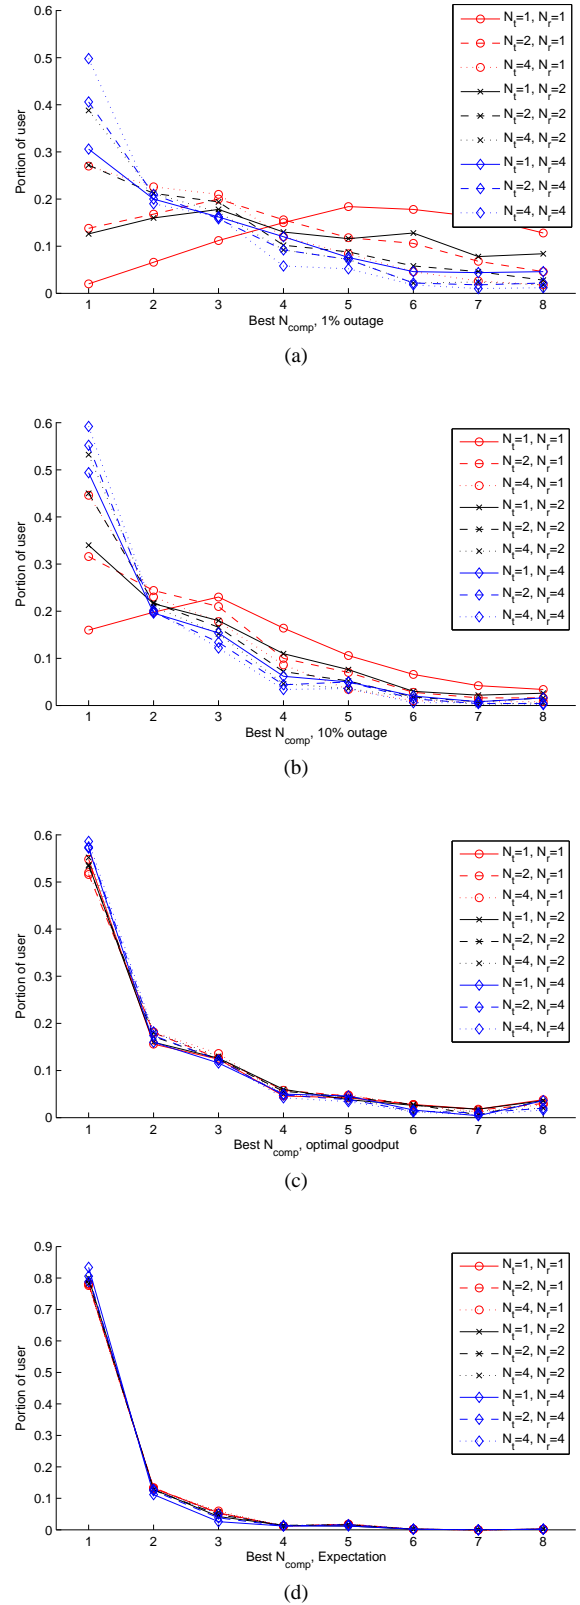 0.6
0.5
0.4
0.3
0.2
0.1
0
Portion of user
1 2 3 4 5 6 7 8
Best N_comp, 1% outage
N_t=1, N_r=1
N_t=2, N_r=1
N_t=4, N_r=1
N_t=1, N_r=2
N_t=2, N_r=2
N_t=4, N_r=2
N_t=1, N_r=4
N_t=2, N_r=4
N_t=4, N_r=4
(a)
0.6
0.5
0.4
0.3
0.2
0.1
0
Portion of user
1 2 3 4 5 6 7 8
Best N_comp, 10% outage
N_t=1, N_r=1
N_t=2, N_r=1
N_t=4, N_r=1
N_t=1, N_r=2
N_t=2, N_r=2
N_t=4, N_r=2
N_t=1, N_r=4
N_t=2, N_r=4
N_t=4, N_r=4
(b)
0.6
0.5
0.4
0.3
0.2
0.1
0
Portion of user
1 2 3 4 5 6 7 8
Best N_comp, optimal goodput
N_t=1, N_r=1
N_t=2, N_r=1
N_t=4, N_r=1
N_t=1, N_r=2
N_t=2, N_r=2
N_t=4, N_r=2
N_t=1, N_r=4
N_t=2, N_r=4
N_t=4, N_r=4
(c)
0.9
0.8
0.7
0.6
0.5
0.4
0.3
0.2
0.1
0
Portion of user
1 2 3 4 5 6 7 8
Best N_comp, Expectation
N_t=1, N_r=1
N_t=2, N_r=1
N_t=4, N_r=1
N_t=1, N_r=2
N_t=2, N_r=2
N_t=4, N_r=2
N_t=1, N_r=4
N_t=2, N_r=4
N_t=4, N_r=4
(d)